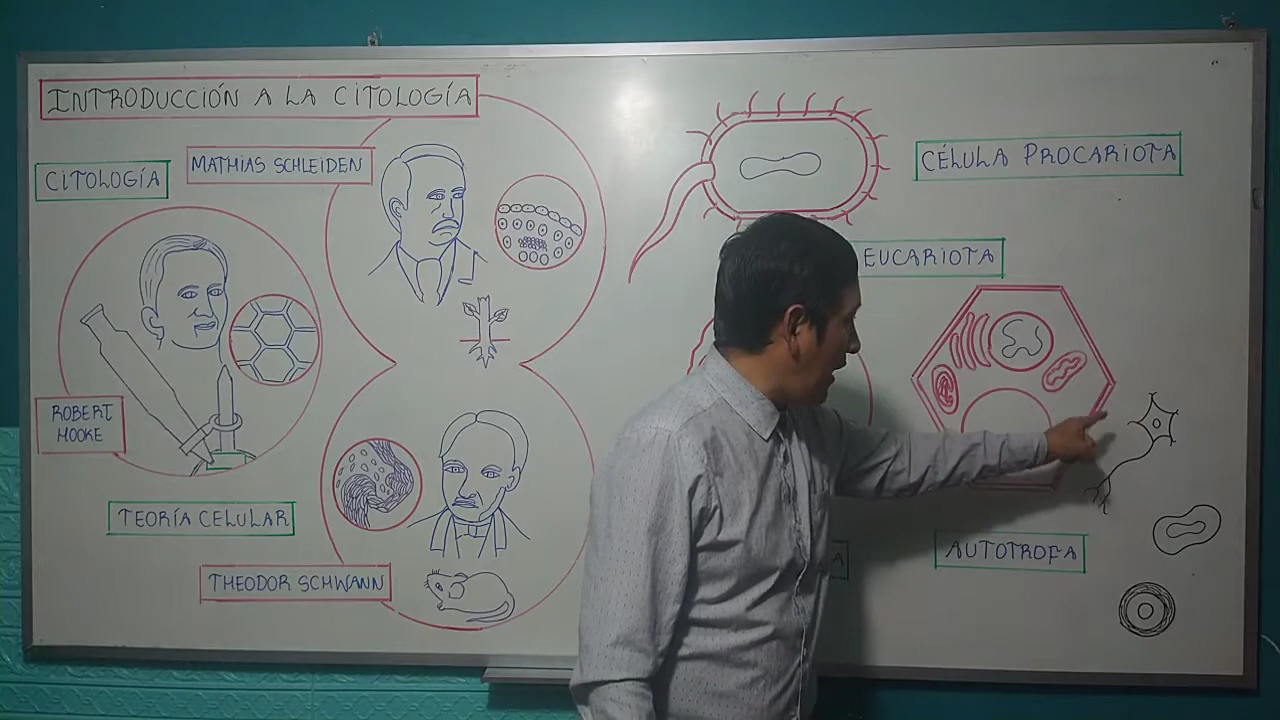 INTRODUCCIÓN A LA CITOLOGÍA
CITOLOGÍA
MATHIAS SCHLEIDEN
ROBERT
HOOKE
TEORÍA CELULAR
THEODOR SCHWANN
CÉLULA PROCARIOTA
EUCARIOTA
AUTOTROFA